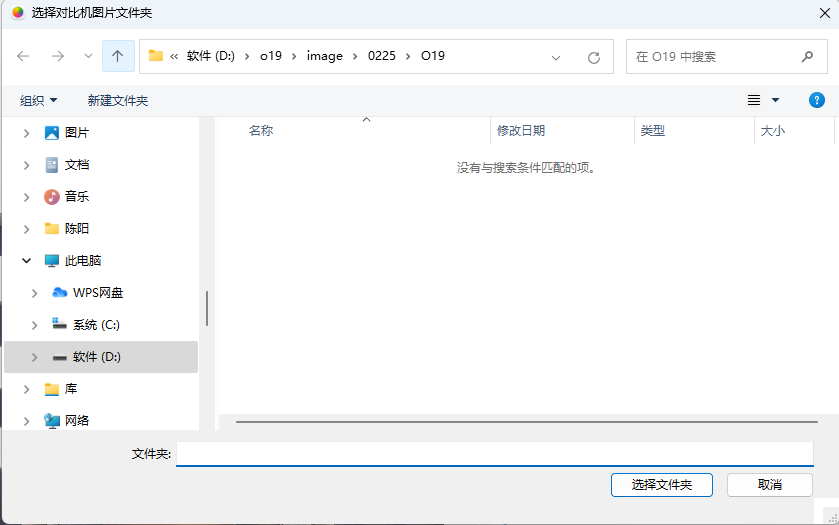 选择对比机图片文件夹
« 软件 (D:) › o19 › image › 0225 › O19
在 O19 中搜索
组织 新建文件夹
图片
文档
音乐
陈阳
此电脑
WPS网盘
系统 (C:)
软件 (D:)
库
网络
名称 修改日期 类型 大小
没有与搜索条件匹配的项。
文件夹:
选择文件夹 取消